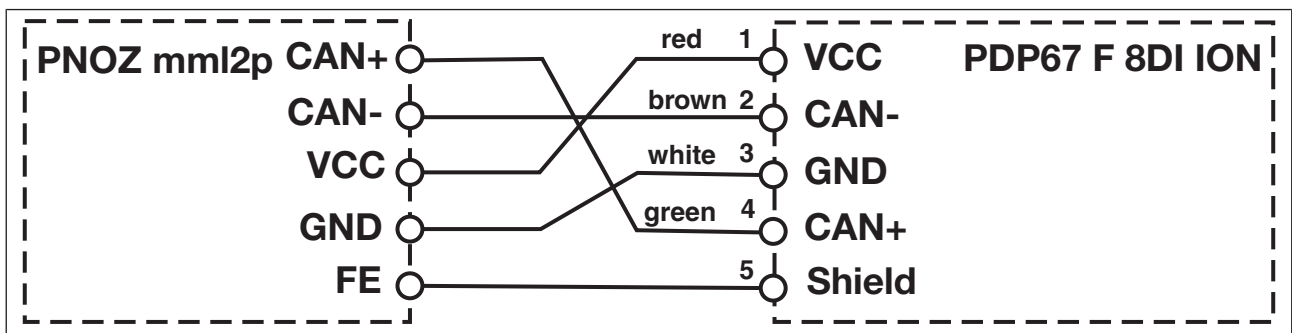 PNOZ mml2p CAN+ red 1 VCC PDP67 F 8DI ION
CAN- brown 2 CAN-
VCC white 3 GND
GND green 4 CAN+
FE 5 Shield